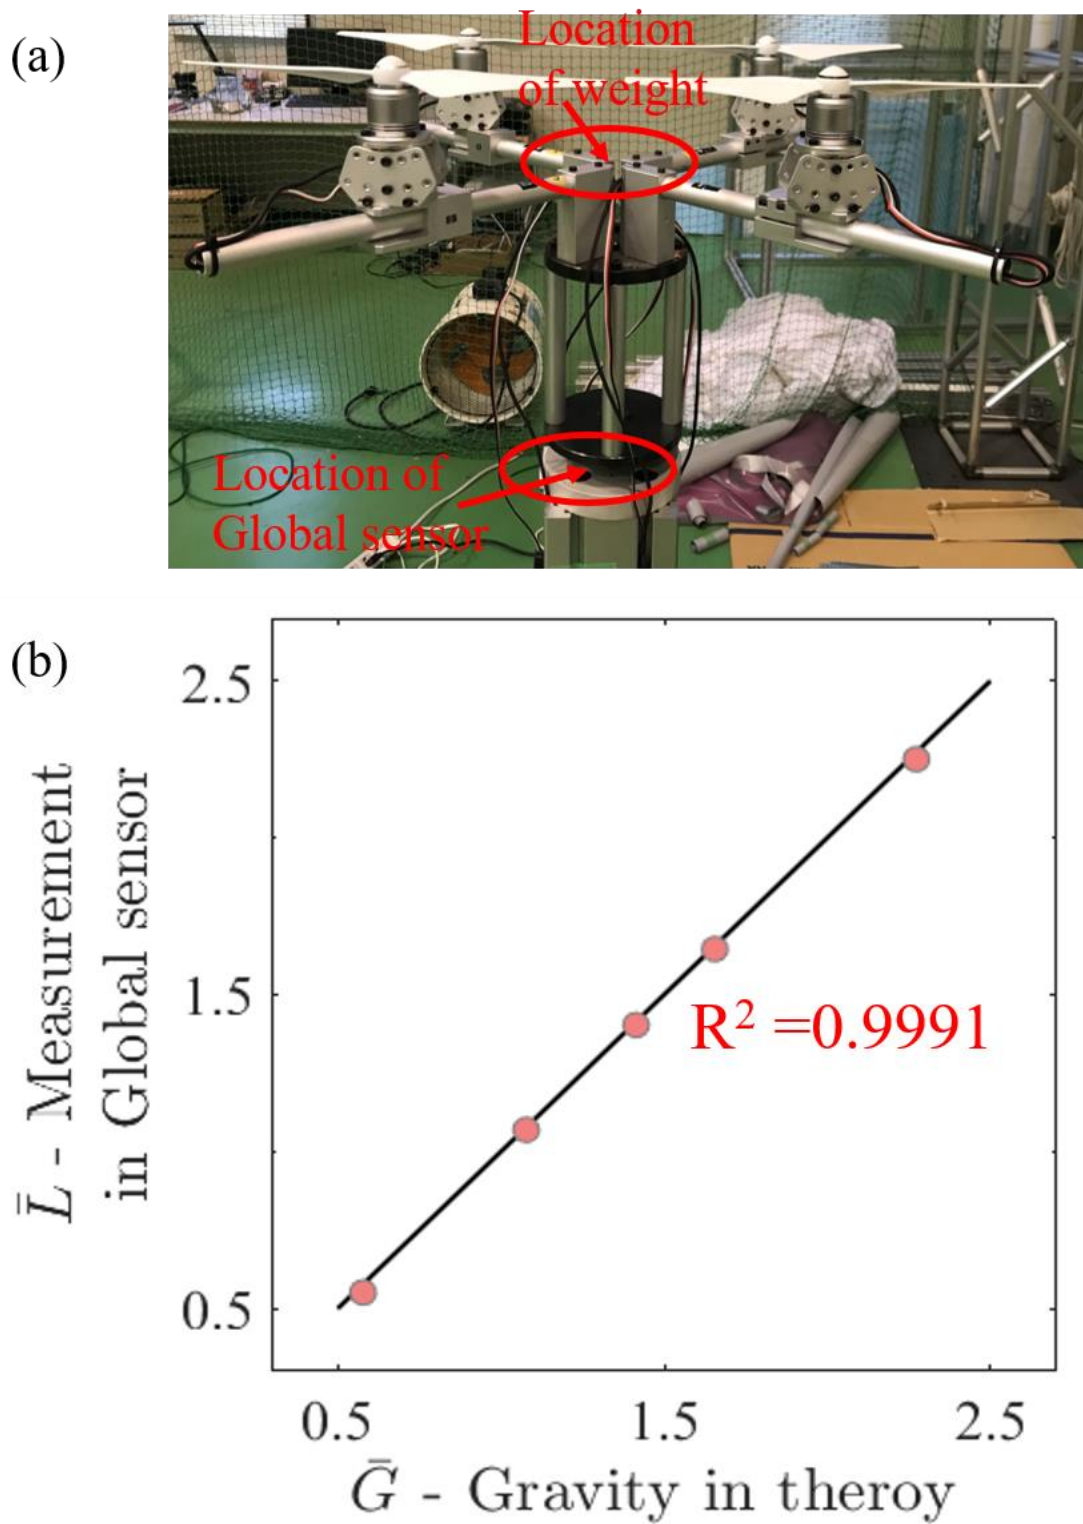 (a)
Location
of weight
Location of
Global sensor
(b)
L̄ - Measurement
in Global sensor
2.5
1.5
0.5
R² =0.9991
0.5 1.5 2.5
Ḡ - Gravity in theroy